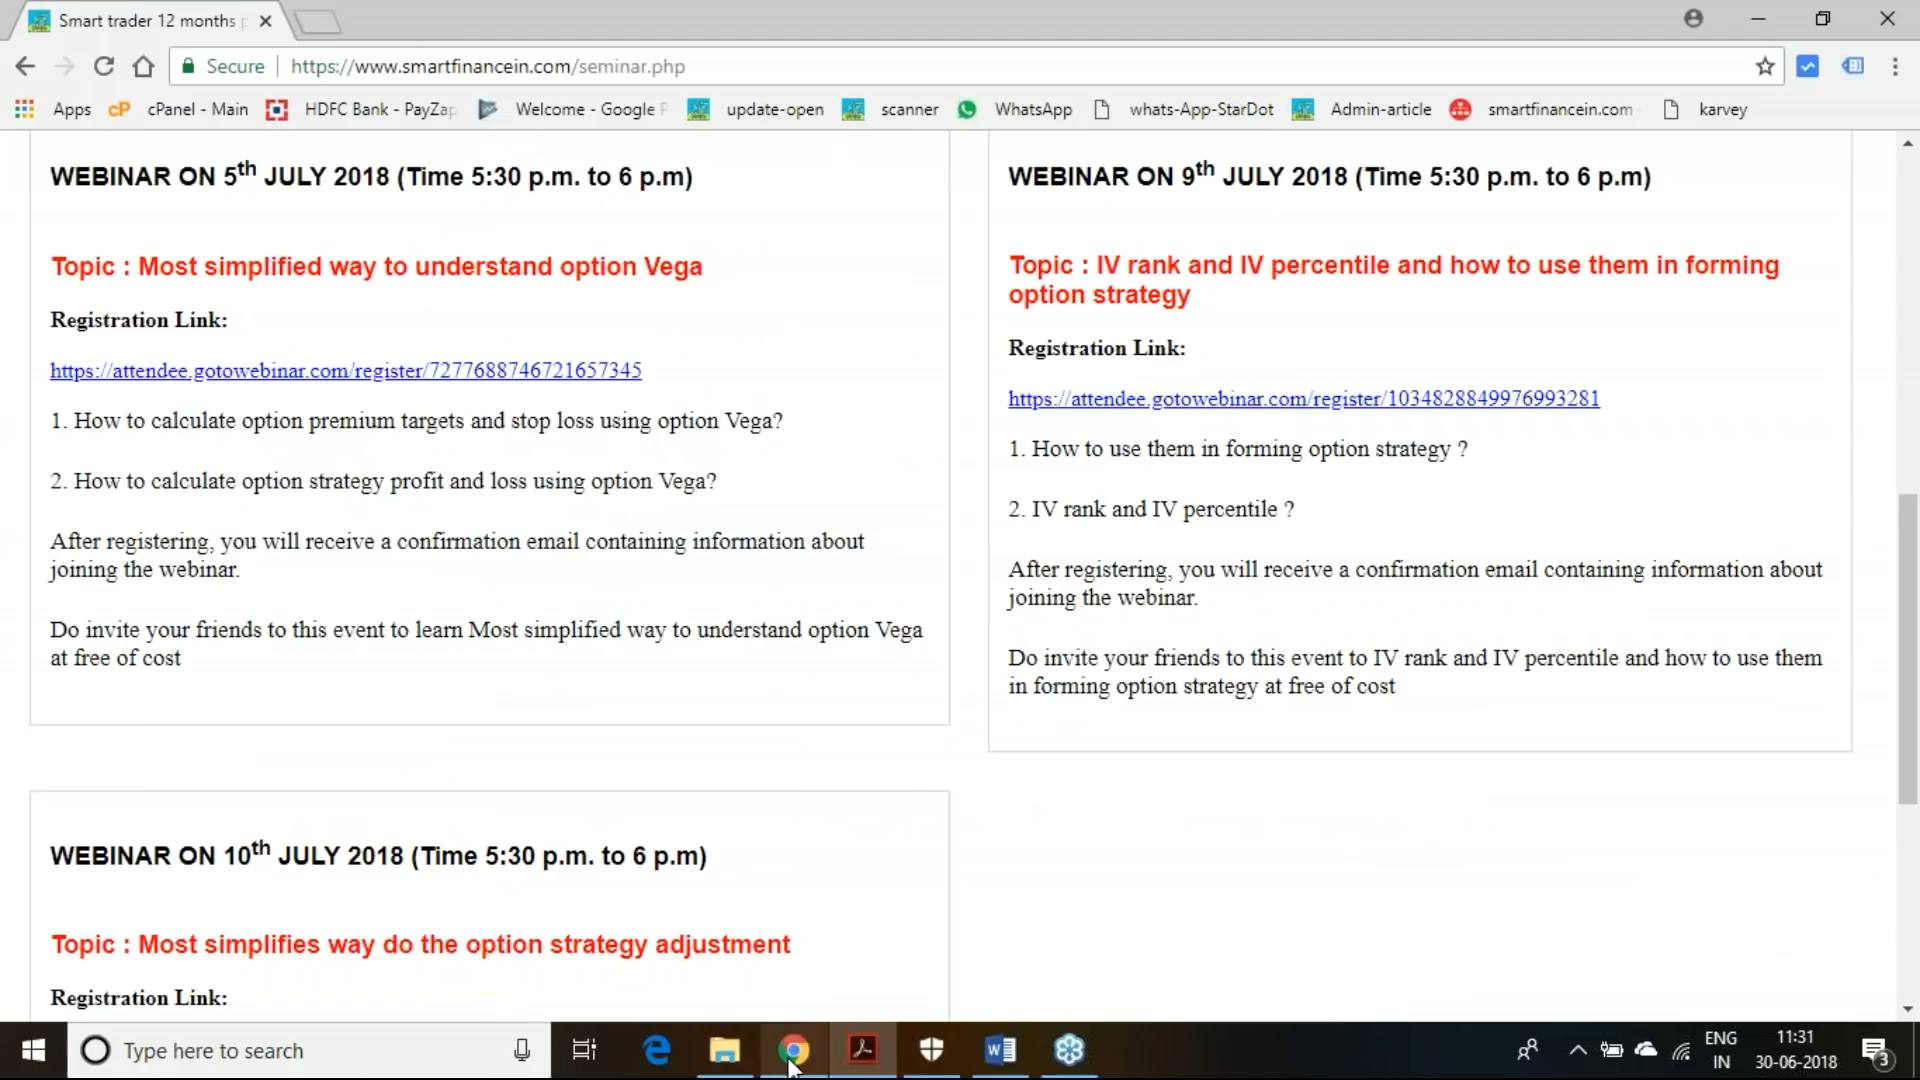 Smart trader 12 months
Secure
https://www.smartfinancein.com/seminar.php
Apps
cPanel - Main
HDFC Bank - PayZap
Welcome - Google
update-open
scanner
WhatsApp
whats-App-StarDot
Admin-article
smartfinancein.com
karvey
WEBINAR ON 5th JULY 2018 (Time 5:30 p.m. to 6 p.m)
Topic : Most simplified way to understand option Vega
Registration Link:
https://attendee.gotowebinar.com/register/7277688746721657345
1. How to calculate option premium targets and stop loss using option Vega?
2. How to calculate option strategy profit and loss using option Vega?
After registering, you will receive a confirmation email containing information about
joining the webinar.
Do invite your friends to this event to learn Most simplified way to understand option Vega
at free of cost
WEBINAR ON 9th JULY 2018 (Time 5:30 p.m. to 6 p.m)
Topic : IV rank and IV percentile and how to use them in forming
option strategy
Registration Link:
https://attendee.gotowebinar.com/register/1034828849976993281
1. How to use them in forming option strategy ?
2. IV rank and IV percentile ?
After registering, you will receive a confirmation email containing information about
joining the webinar.
Do invite your friends to this event to IV rank and IV percentile and how to use them
in forming option strategy at free of cost
WEBINAR ON 10th JULY 2018 (Time 5:30 p.m. to 6 p.m)
Topic : Most simplifies way do the option strategy adjustment
Registration Link:
Type here to search
ENG
IN
11:31
30-06-2018
3